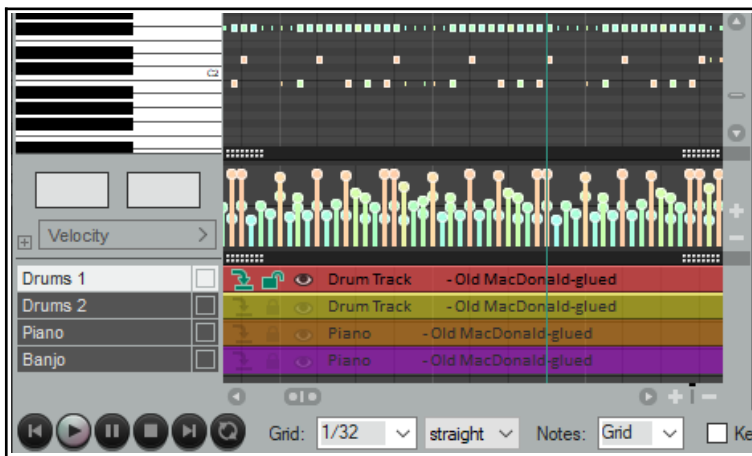 C2
Velocity
Drums 1 Drum Track - Old MacDonald-glued
Drums 2 Drum Track - Old MacDonald-glued
Piano Piano - Old MacDonald-glued
Banjo Piano - Old MacDonald-glued
Grid: 1/32 straight Notes: Grid Ke